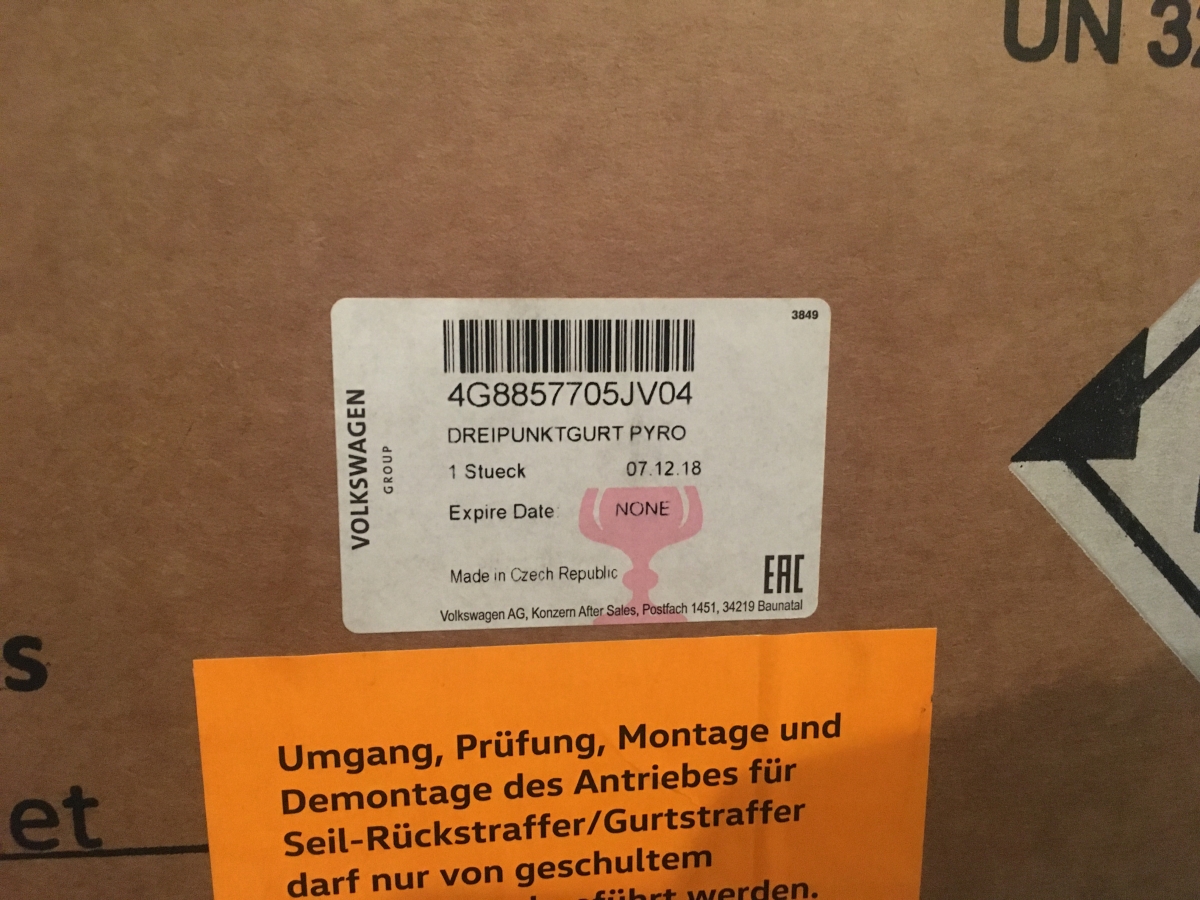 UN 32
3849
4G8857705JV04
DREIPUNKTGURT PYRO
1 Stueck 07.12.18
Expire Date: NONE
Made in Czech Republic
EAC
Volkswagen AG, Konzern After Sales, Postfach 1451, 34219 Baunatal
VOLKSWAGEN
GROUP
s
et
Umgang, Prüfung, Montage und
Demontage des Antriebes für
Seil-Rückstraffer/Gurtstraffer
darf nur von geschultem
werden.